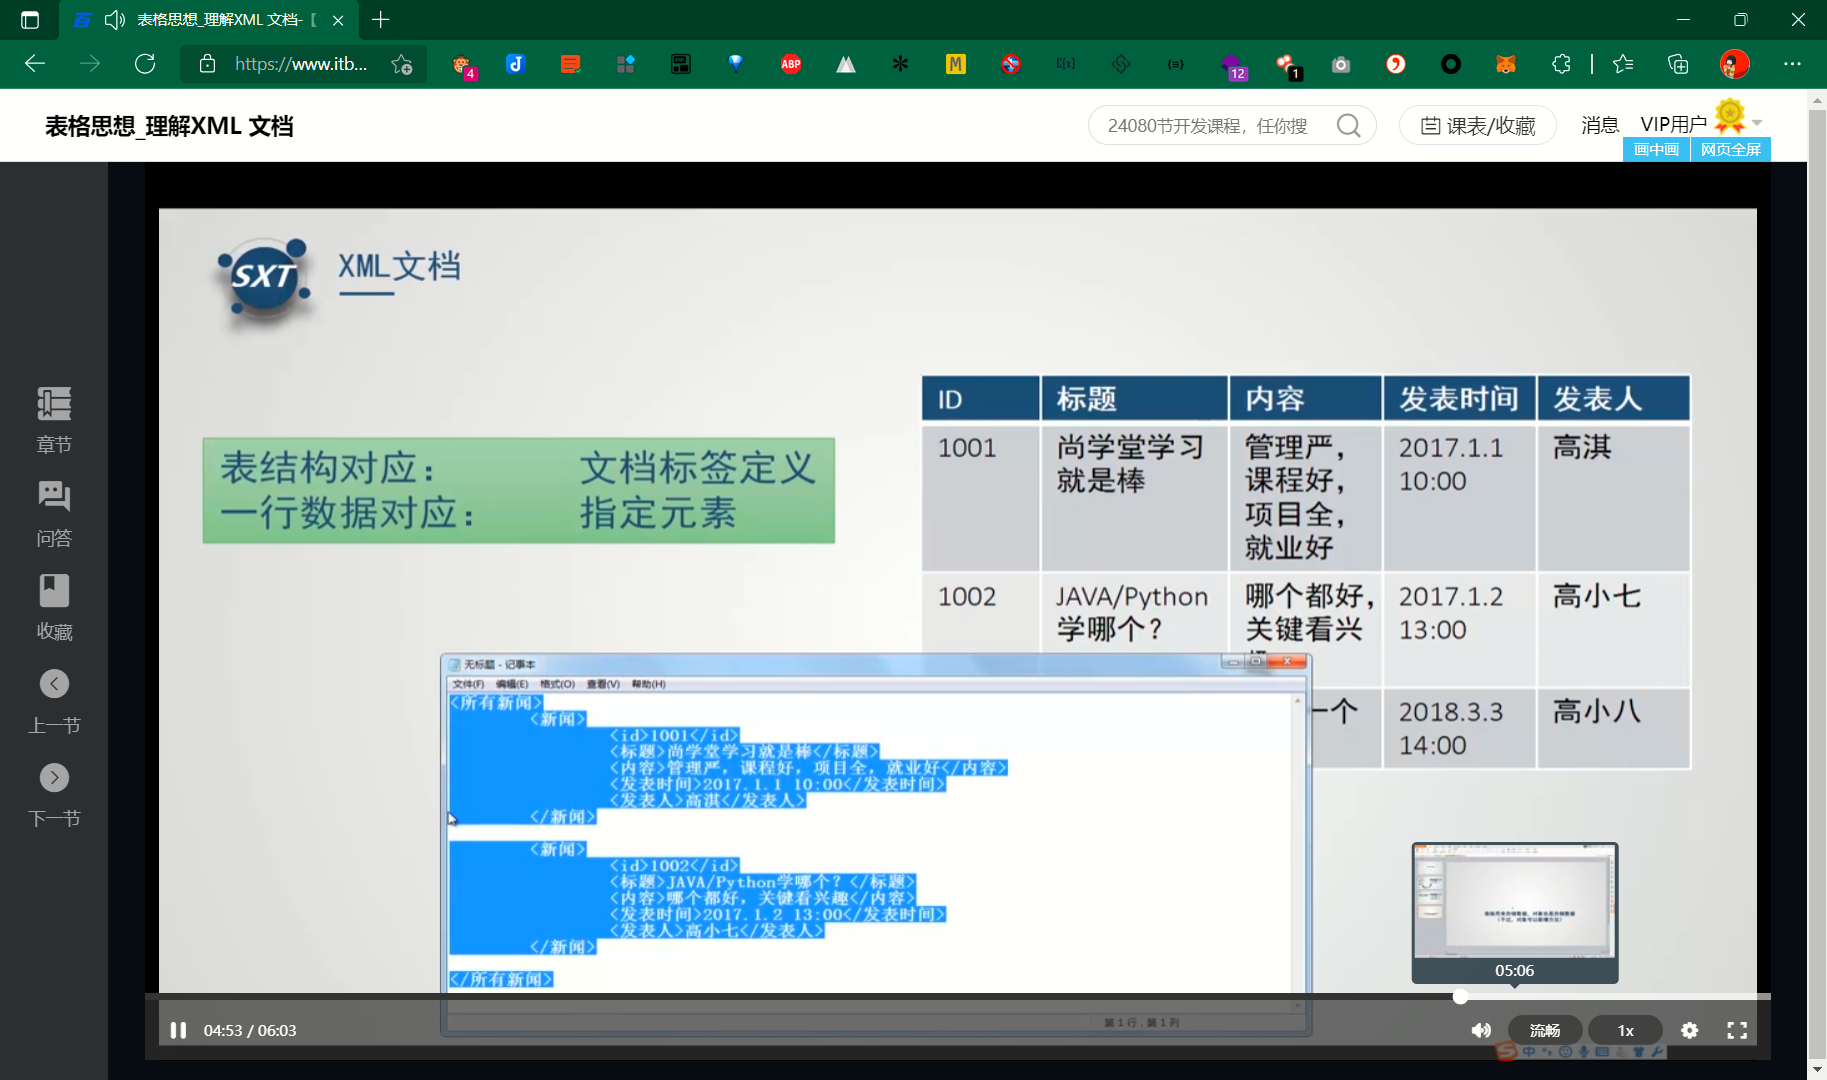 表格思想_理解XML 文档-
https://www.itb...
4
ABP
M
C[x]
12
1
表格思想_理解XML 文档
24080节开发课程，任你搜
课表/收藏
消息
VIP用户
画中画
网页全屏
章节
问答
收藏
上一节
下一节
SXT
XML文档
表结构对应： 文档标签定义
一行数据对应： 指定元素
ID 标题 内容 发表时间 发表人
1001 尚学堂学习 管理严， 2017.1.1 高淇
就是棒 课程好， 10:00
项目全，
就业好
1002 JAVA/Python 哪个都好， 2017.1.2 高小七
学哪个？ 关键看兴 13:00
一个 2018.3.3 高小八
14:00
无标题 - 记事本
文件(F) 编辑(E) 格式(O) 查看(V) 帮助(H)
<所有新闻>
<新闻>
<id>1001</id>
<标题>尚学堂学习就是棒</标题>
<内容>管理严，课程好，项目全，就业好</内容>
<发表时间>2017.1.1 10:00</发表时间>
<发表人>高淇</发表人>
</新闻>
<新闻>
<id>1002</id>
<标题>JAVA/Python学哪个？</标题>
<内容>哪个都好，关键看兴趣</内容>
<发表时间>2017.1.2 13:00</发表时间>
<发表人>高小七</发表人>
</新闻>
</所有新闻>
第1行，第1列
05:06
04:53 / 06:03
流畅
1x
中